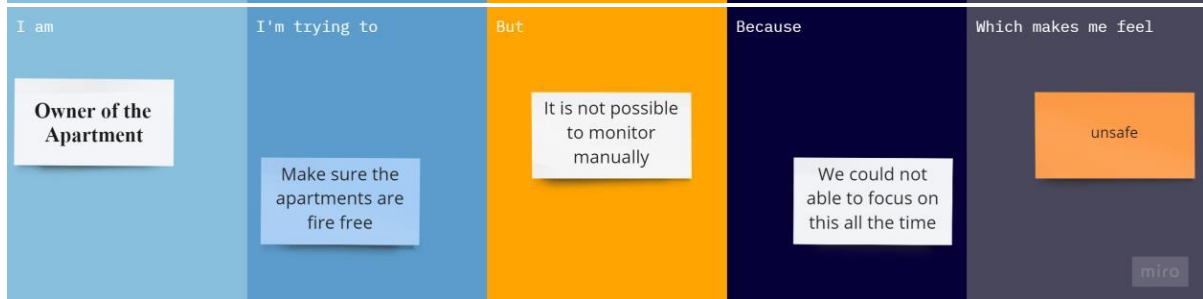 I am
Owner of the
Apartment
I'm trying to
Make sure the
apartments are
fire free
But
It is not possible
to monitor
manually
Because
We could not
able to focus on
this all the time
Which makes me feel
unsafe
miro